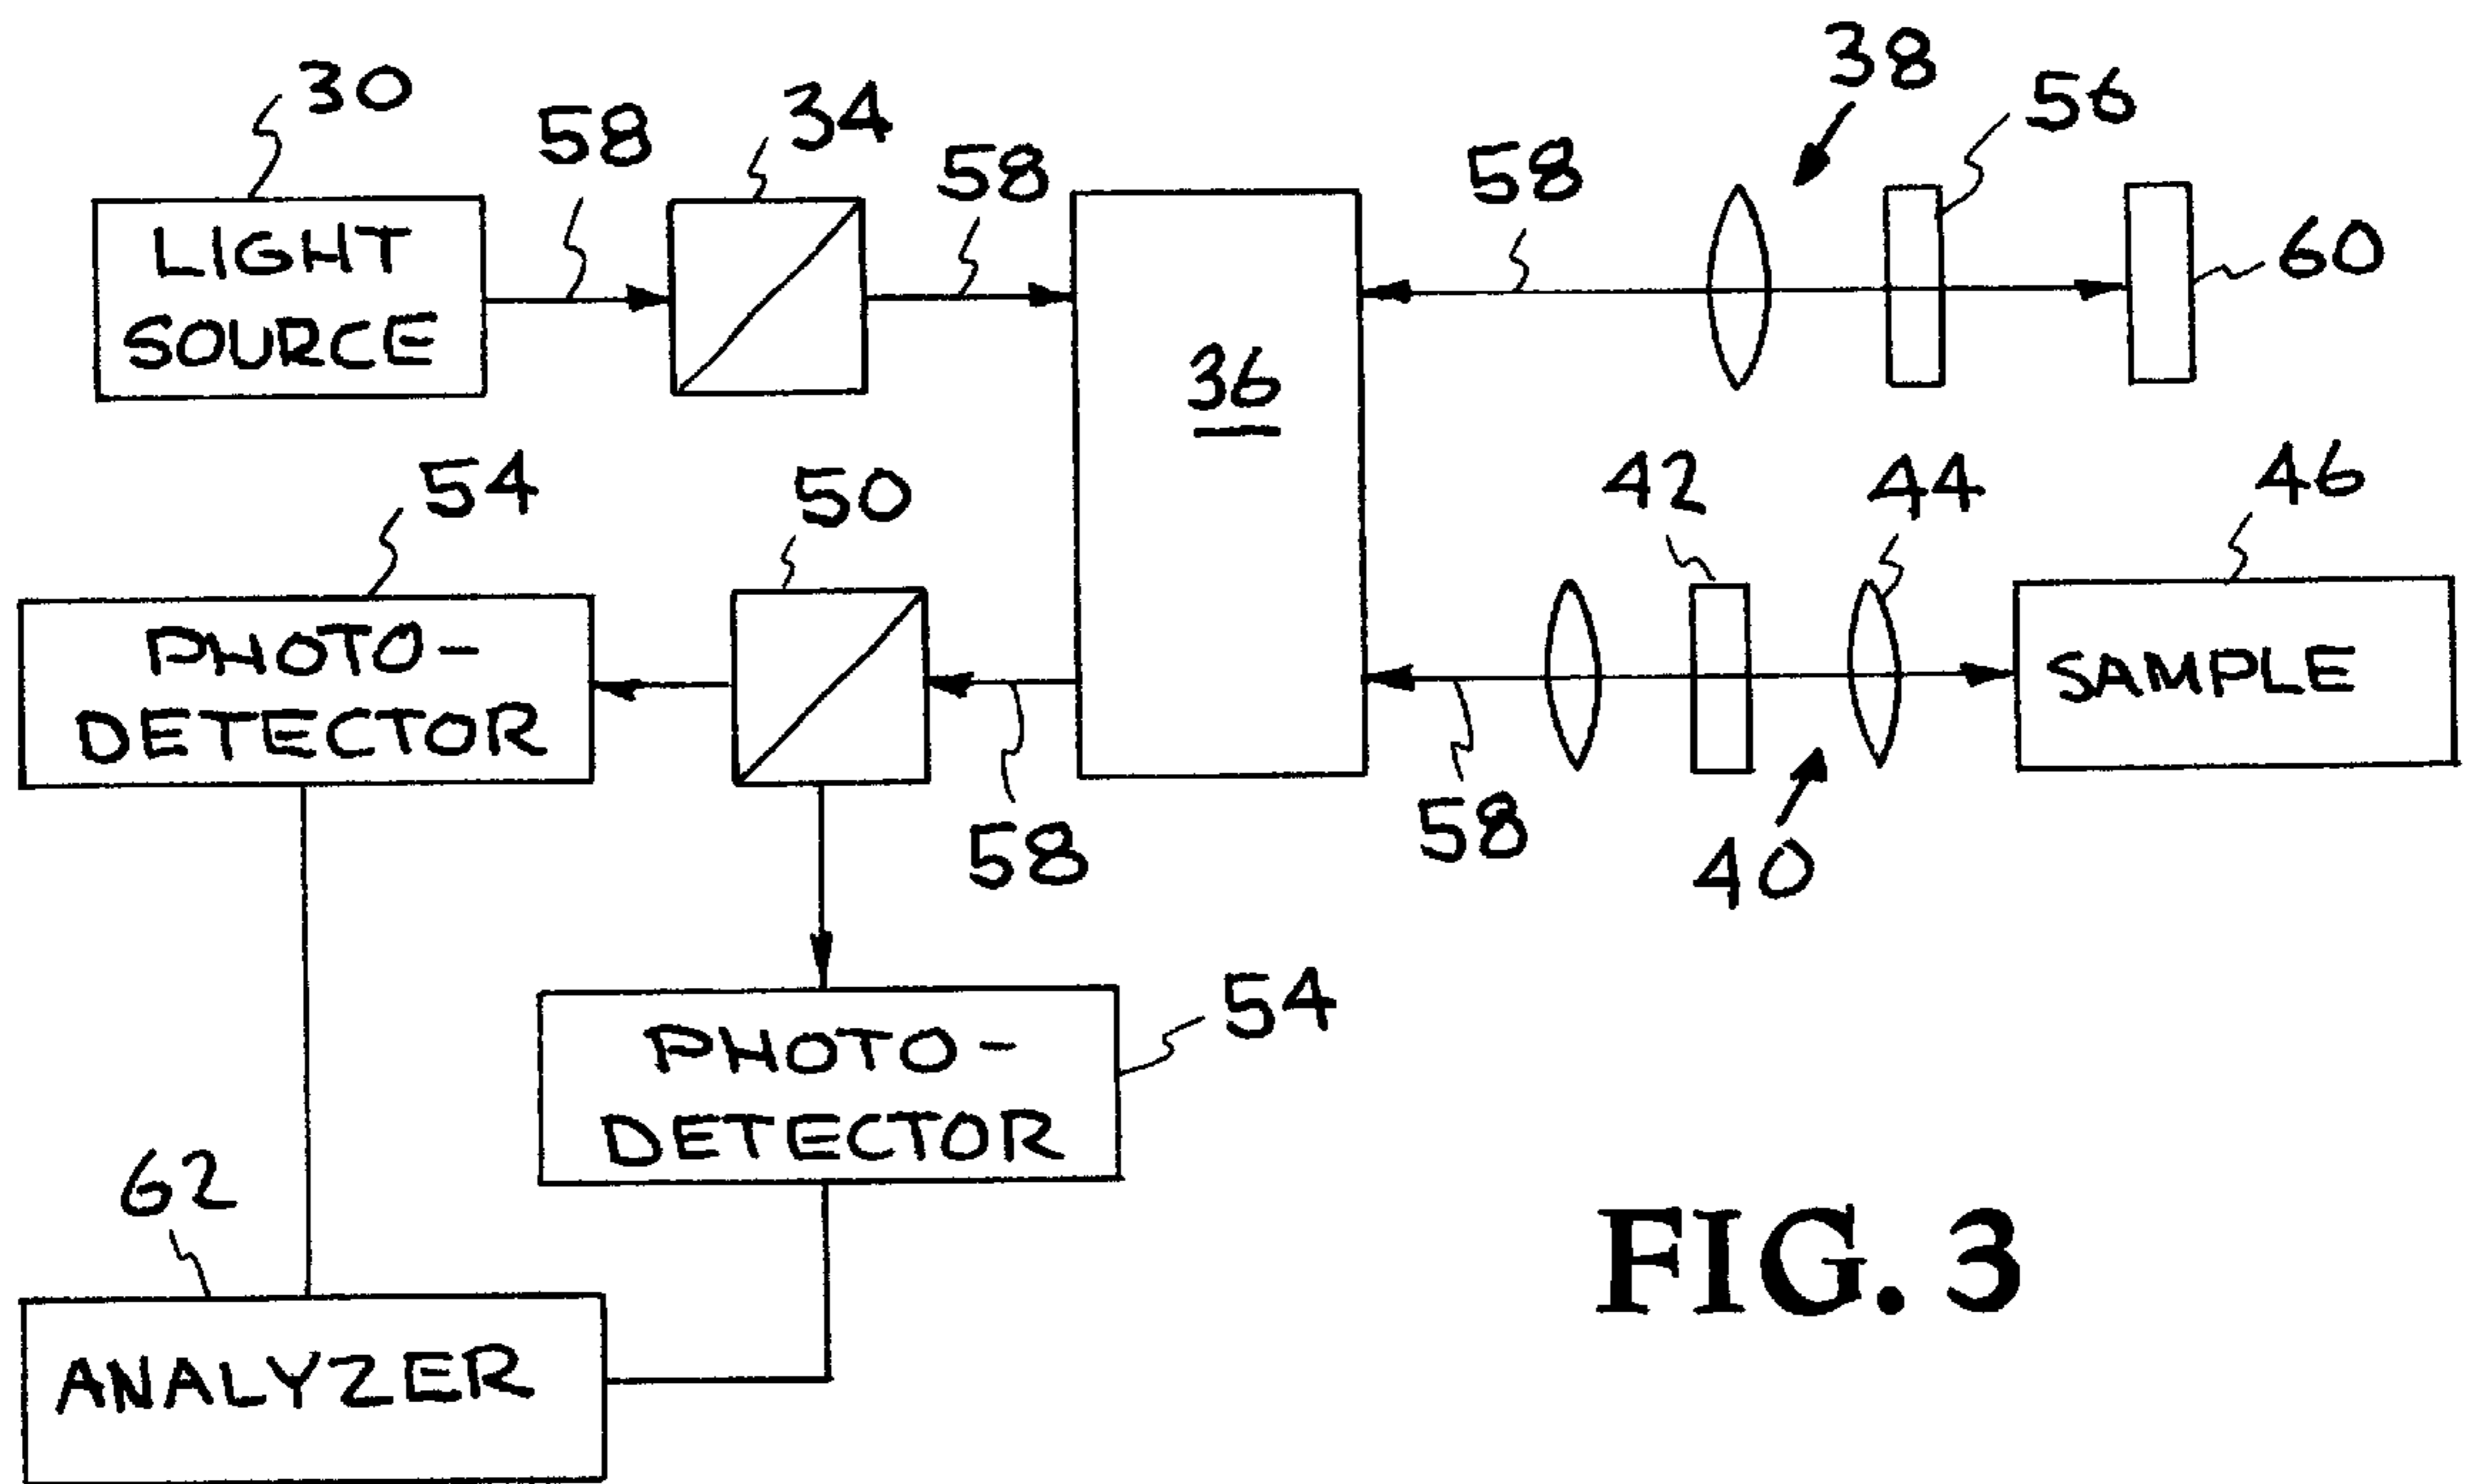 30
58
34
58
58
38
56
60
LIGHT
SOURCE
36
54
50
42
44
46
PHOTO-
DETECTOR
SAMPLE
58
58
40
54
PHOTO-
DETECTOR
62
ANALYZER
FIG. 3